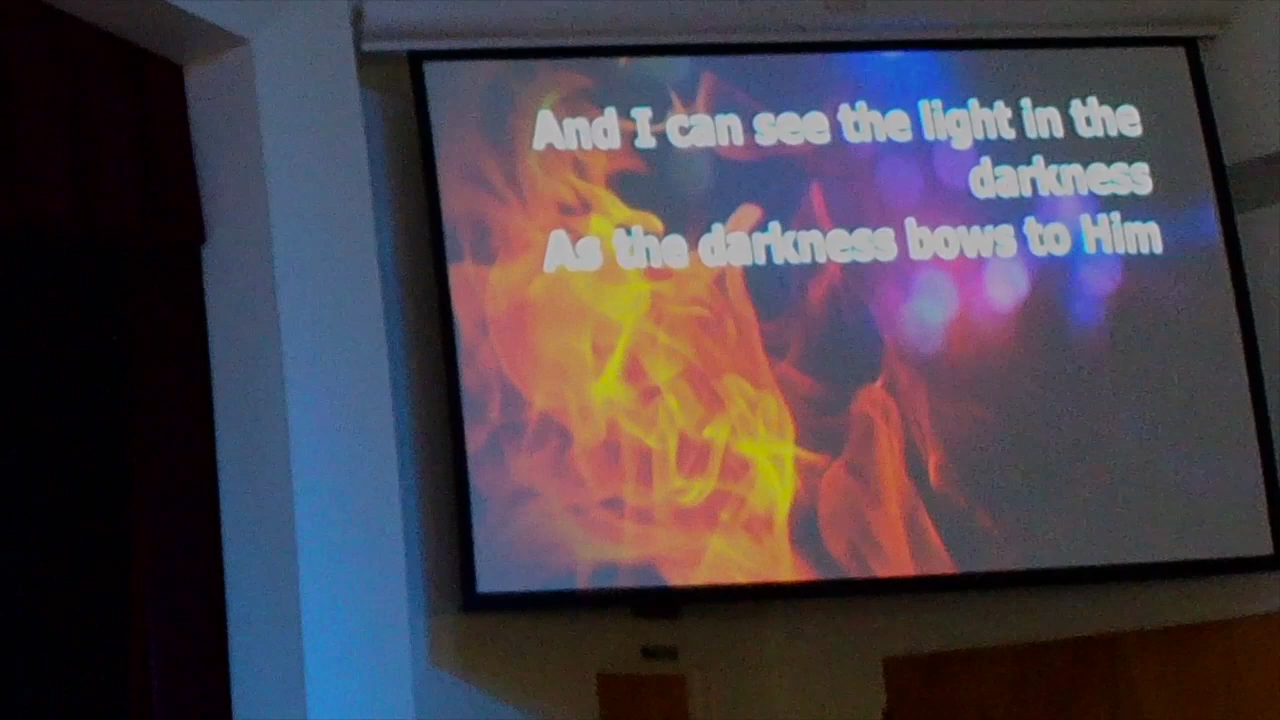 And I can see the light in the
darkness
As the darkness bows to Him